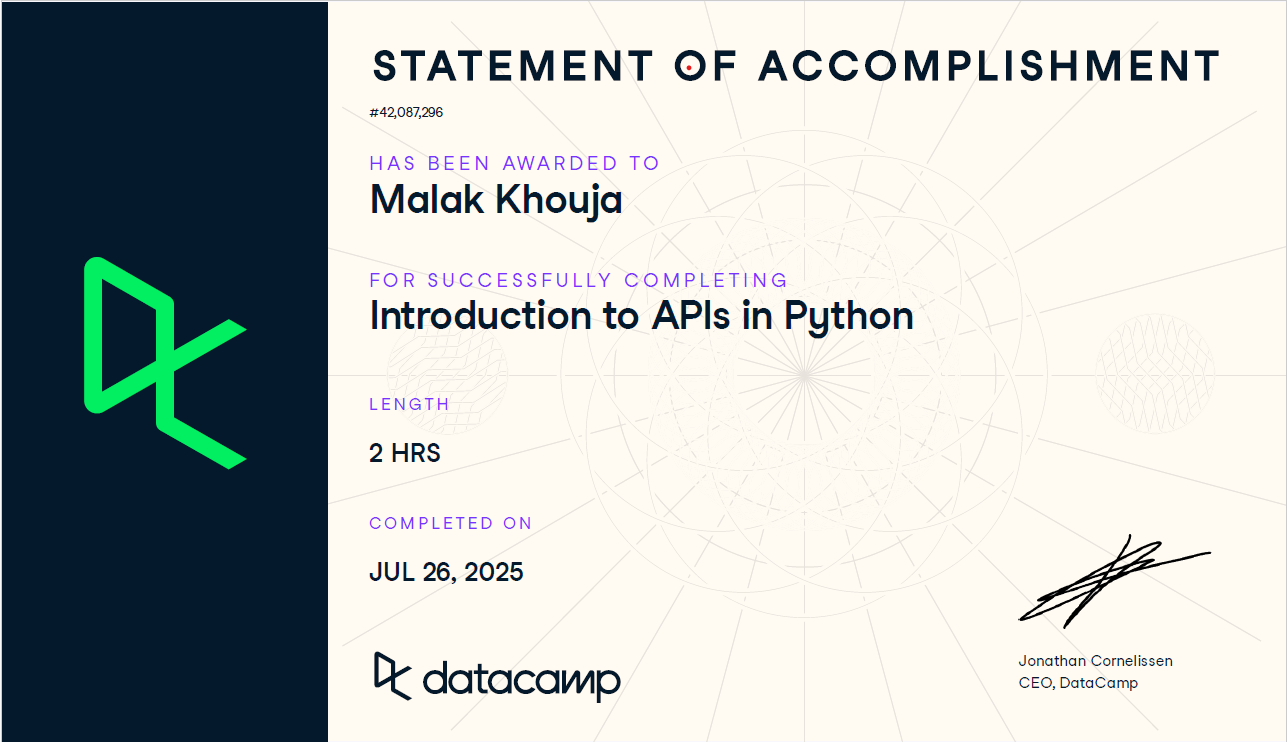 STATEMENT OF ACCOMPLISHMENT
#42,087,296
HAS BEEN AWARDED TO
Malak Khouja
FOR SUCCESSFULLY COMPLETING
Introduction to APIs in Python
LENGTH
2 HRS
COMPLETED ON
JUL 26, 2025
datacamp
Jonathan Cornelissen
CEO, DataCamp